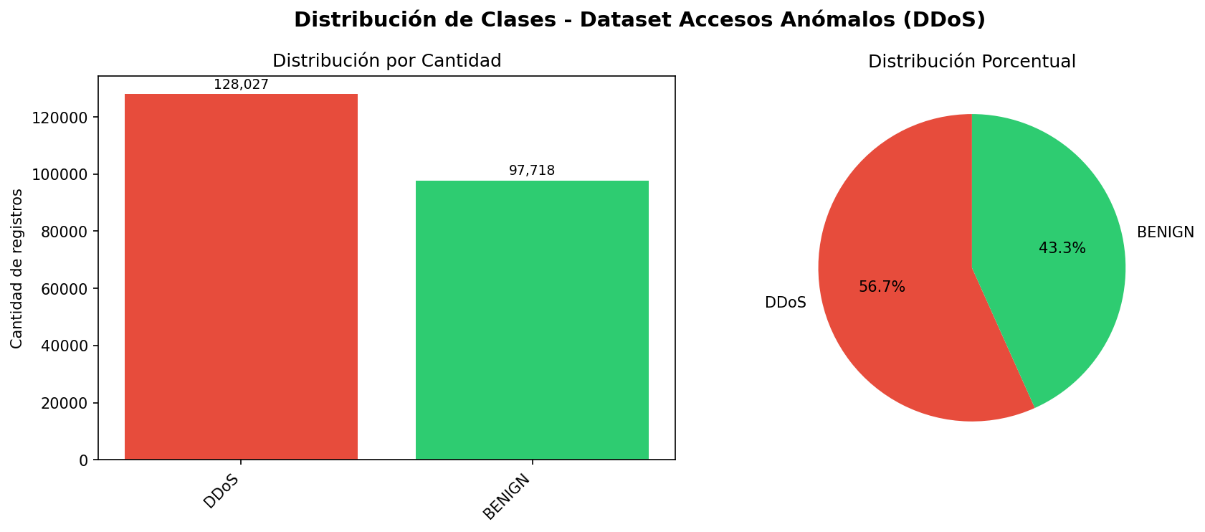 Distribución de Clases - Dataset Accesos Anómalos (DDoS)
Distribución por Cantidad
128,027
97,718
120000
100000
80000
60000
40000
20000
0
Cantidad de registros
DDoS
BENIGN
Distribución Porcentual
BENIGN
43.3%
56.7%
DDoS